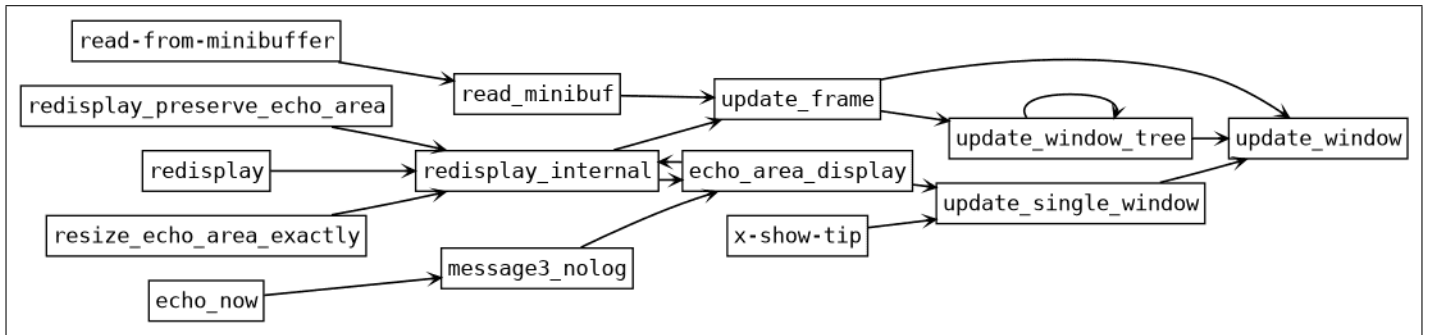 read-from-minibuffer
redisplay_preserve_echo_area
read_minibuf
update_frame
update_window_tree
update_window
redisplay
redisplay_internal
echo_area_display
update_single_window
resize_echo_area_exactly
x-show-tip
message3_nolog
echo_now